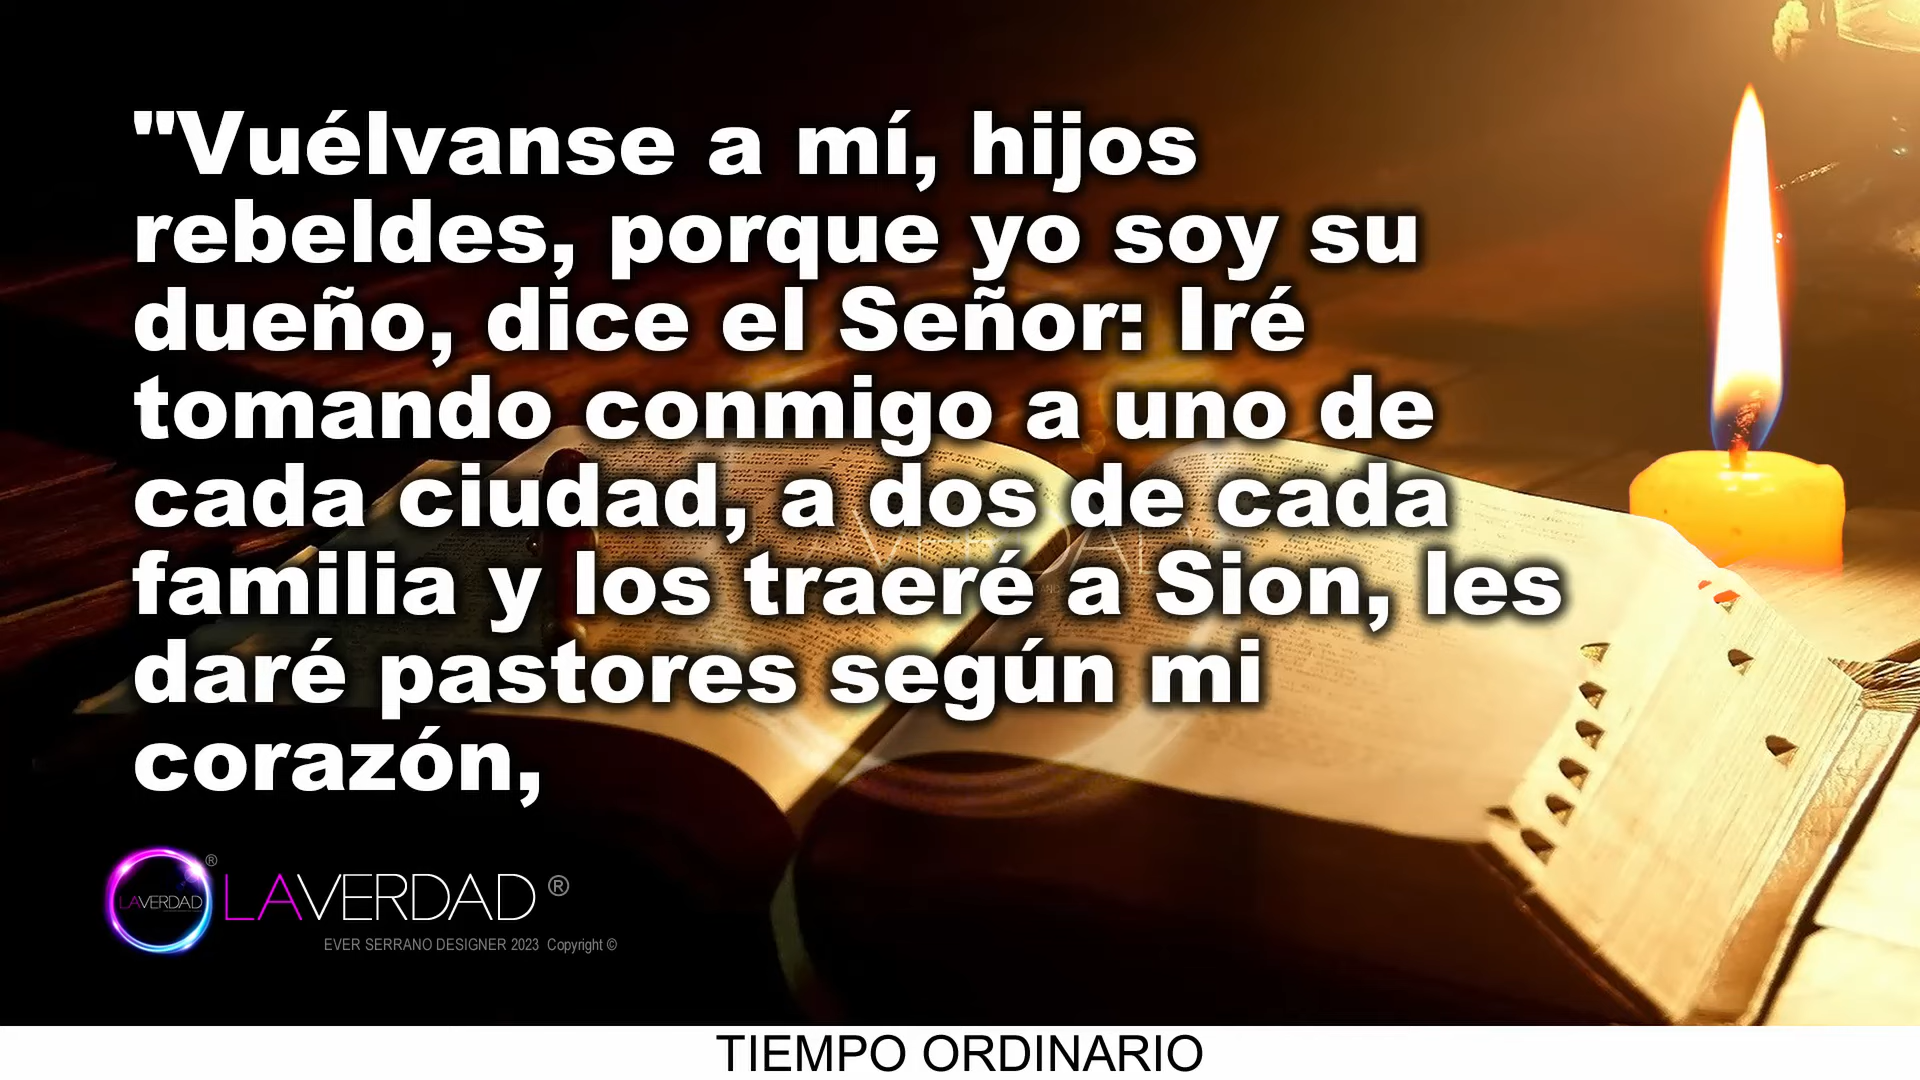 "Vuélvanse a mí, hijos
rebeldes, porque yo soy su
dueño, dice el Señor: Iré
tomando conmigo a uno de
cada ciudad, a dos de cada
familia y los traeré a Sion, les
daré pastores según mi
corazón,
LAVERDAD ®
LAVERDAD ®
EVER SERRANO DESIGNER 2023 Copyright ©
TIEMPO ORDINARIO